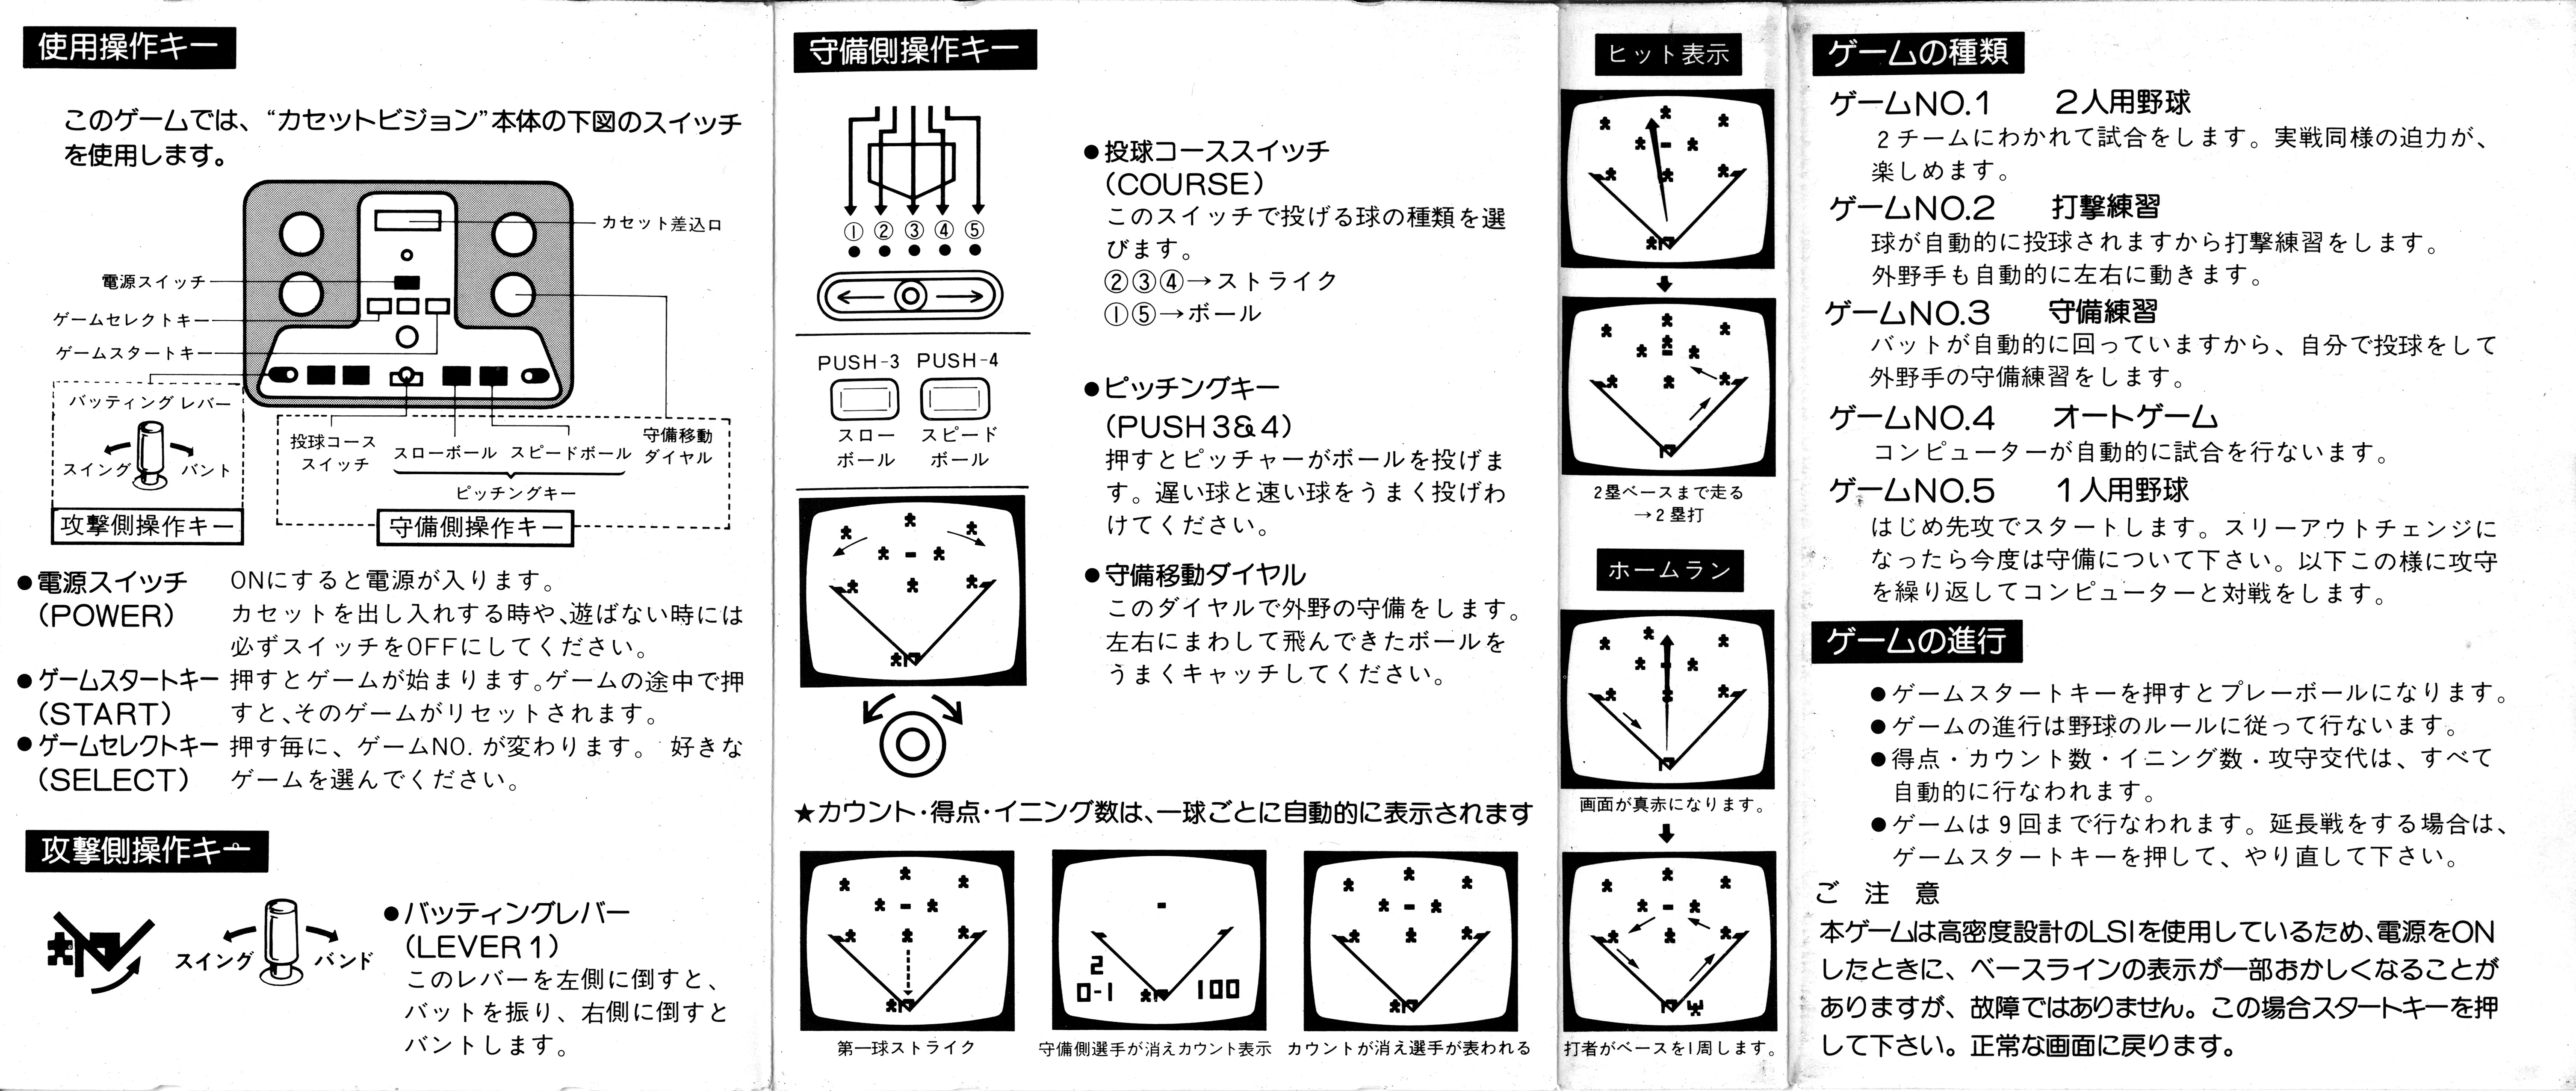 使用操作キー
このゲームでは、“カセットビジョン”本体の下図のスイッチ
を使用します。
カセット差込口
電源スイッチ
ゲームセレクトキー
ゲームスタートキー
バッティングレバー
スイング バント
攻撃側操作キー
投球コース
スイッチ
スローボール スピードボール
ピッチングキー
守備移動
ダイヤル
守備側操作キー
●電源スイッチ ONにすると電源が入ります。
(POWER) カセットを出し入れする時や、遊ばない時には
必ずスイッチをOFFにしてください。
●ゲームスタートキー 押すとゲームが始まります。ゲームの途中で押
(START) すと、そのゲームがリセットされます。
●ゲームセレクトキー 押す毎に、ゲームNO. が変わります。 好きな
(SELECT) ゲームを選んでください。
攻撃側操作キー
スイング バンド
●バッティングレバー
(LEVER1)
このレバーを左側に倒すと、
バットを振り、右側に倒すと
バントします。
守備側操作キー
① ② ③ ④ ⑤
●投球コーススイッチ
(COURSE)
このスイッチで投げる球の種類を選
びます。
②③④→ストライク
①⑤→ボール
PUSH-3 PUSH-4
スロー スピード
ボール ボール
●ピッチングキー
(PUSH 3&4)
押すとピッチャーがボールを投げま
す。遅い球と速い球をうまく投げわ
けてください。
●守備移動ダイヤル
このダイヤルで外野の守備をします。
左右にまわして飛んできたボールを
うまくキャッチしてください。
★カウント・得点・イニング数は、一球ごとに自動的に表示されます
2
0-1 100
第一球ストライク
守備側選手が消えカウント表示
カウントが消え選手が表われる
ヒット表示
2塁ベースまで走る
→2塁打
ホームラン
画面が真赤になります。
打者がベースを1周します。
ゲームの種類
ゲームNO.1 2人用野球
2チームにわかれて試合をします。実戦同様の迫力が、
楽しめます。
ゲームNO.2 打撃練習
球が自動的に投球されますから打撃練習をします。
外野手も自動的に左右に動きます。
ゲームNO.3 守備練習
バットが自動的に回っていますから、自分で投球をして
外野手の守備練習をします。
ゲームNO.4 オートゲーム
コンピューターが自動的に試合を行ないます。
ゲームNO.5 1人用野球
はじめ先攻でスタートします。スリーアウトチェンジに
なったら今度は守備について下さい。以下この様に攻守
を繰り返してコンピューターと対戦をします。
ゲームの進行
●ゲームスタートキーを押すとプレーボールになります。
●ゲームの進行は野球のルールに従って行ないます。
●得点・カウント数・イニング数・攻守交代は、すべて
自動的に行なわれます。
●ゲームは9回まで行なわれます。延長戦をする場合は、
ゲームスタートキーを押して、やり直して下さい。
ご 注 意
本ゲームは高密度設計のLSIを使用しているため、電源をON
したときに、ベースラインの表示が一部おかしくなることが
ありますが、故障ではありません。この場合スタートキーを押
して下さい。正常な画面に戻ります。